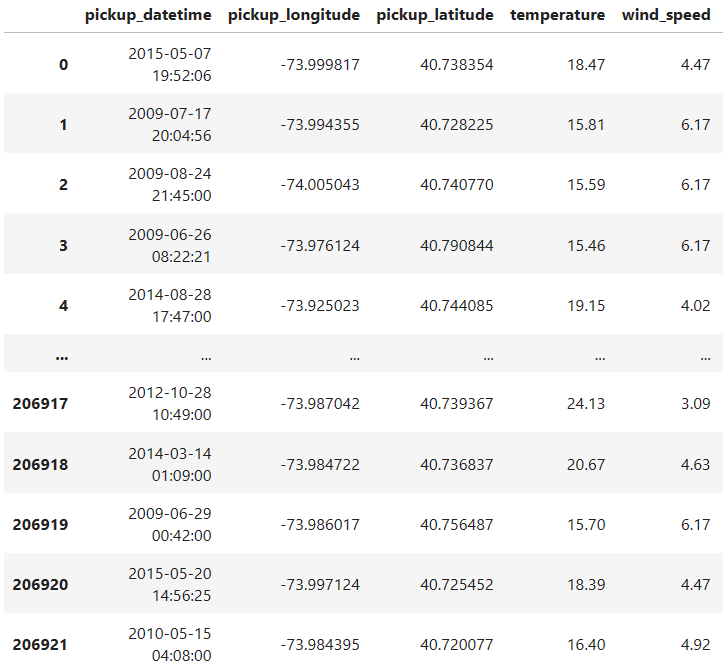 pickup_datetime pickup_longitude pickup_latitude temperature wind_speed
0 2015-05-07 19:52:06 -73.999817 40.738354 18.47 4.47
1 2009-07-17 20:04:56 -73.994355 40.728225 15.81 6.17
2 2009-08-24 21:45:00 -74.005043 40.740770 15.59 6.17
3 2009-06-26 08:22:21 -73.976124 40.790844 15.46 6.17
4 2014-08-28 17:47:00 -73.925023 40.744085 19.15 4.02
... ... ... ... ... ...
206917 2012-10-28 10:49:00 -73.987042 40.739367 24.13 3.09
206918 2014-03-14 01:09:00 -73.984722 40.736837 20.67 4.63
206919 2009-06-29 00:42:00 -73.986017 40.756487 15.70 6.17
206920 2015-05-20 14:56:25 -73.997124 40.725452 18.39 4.47
206921 2010-05-15 04:08:00 -73.984395 40.720077 16.40 4.92